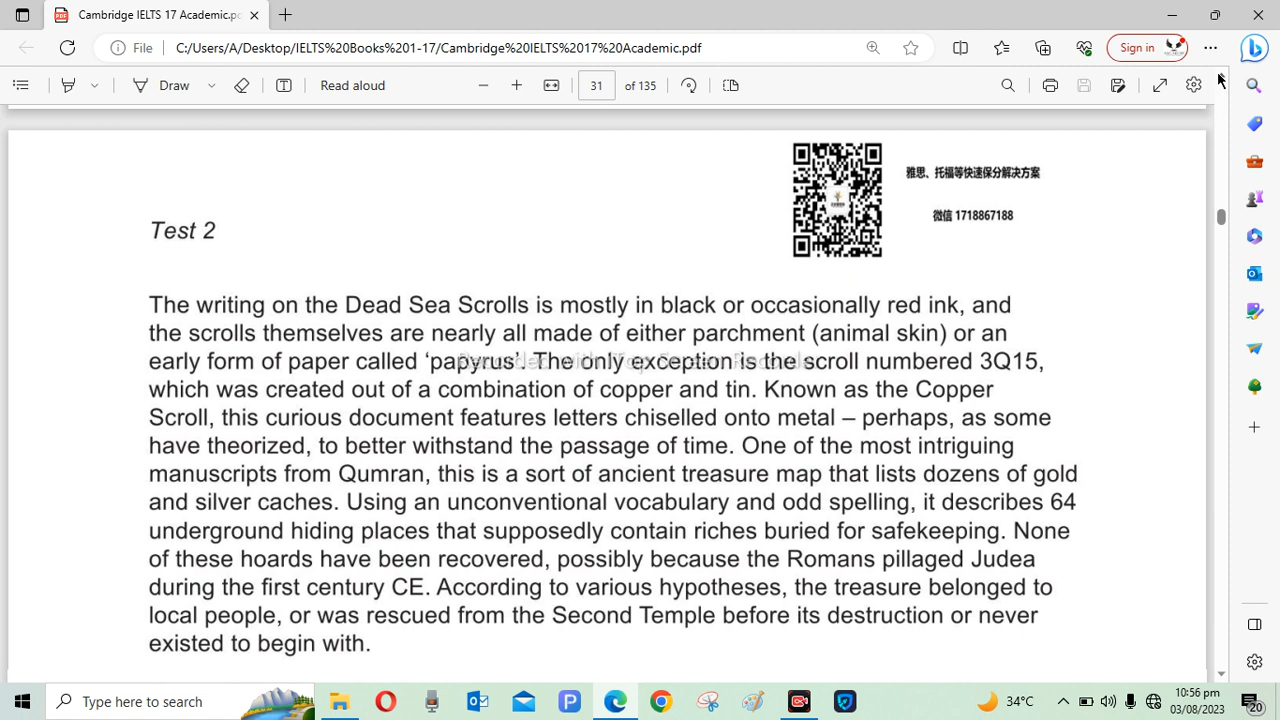 Cambridge IELTS 17 Academic.pd
File
C:/Users/A/Desktop/IELTS%20Books%201-17/Cambridge%20IELTS%2017%20Academic.pdf
Sign in
Draw
Read aloud
31
of 135
雅思、托福等快速保分解决方案
微信 1718867188
Test 2
The writing on the Dead Sea Scrolls is mostly in black or occasionally red ink, and
the scrolls themselves are nearly all made of either parchment (animal skin) or an
early form of paper called ‘papyrus’. The only exception is the scroll numbered 3Q15,
which was created out of a combination of copper and tin. Known as the Copper
Scroll, this curious document features letters chiselled onto metal – perhaps, as some
have theorized, to better withstand the passage of time. One of the most intriguing
manuscripts from Qumran, this is a sort of ancient treasure map that lists dozens of gold
and silver caches. Using an unconventional vocabulary and odd spelling, it describes 64
underground hiding places that supposedly contain riches buried for safekeeping. None
of these hoards have been recovered, possibly because the Romans pillaged Judea
during the first century CE. According to various hypotheses, the treasure belonged to
local people, or was rescued from the Second Temple before its destruction or never
existed to begin with.
Type here to search
34°C
10:56 pm
03/08/2023
20